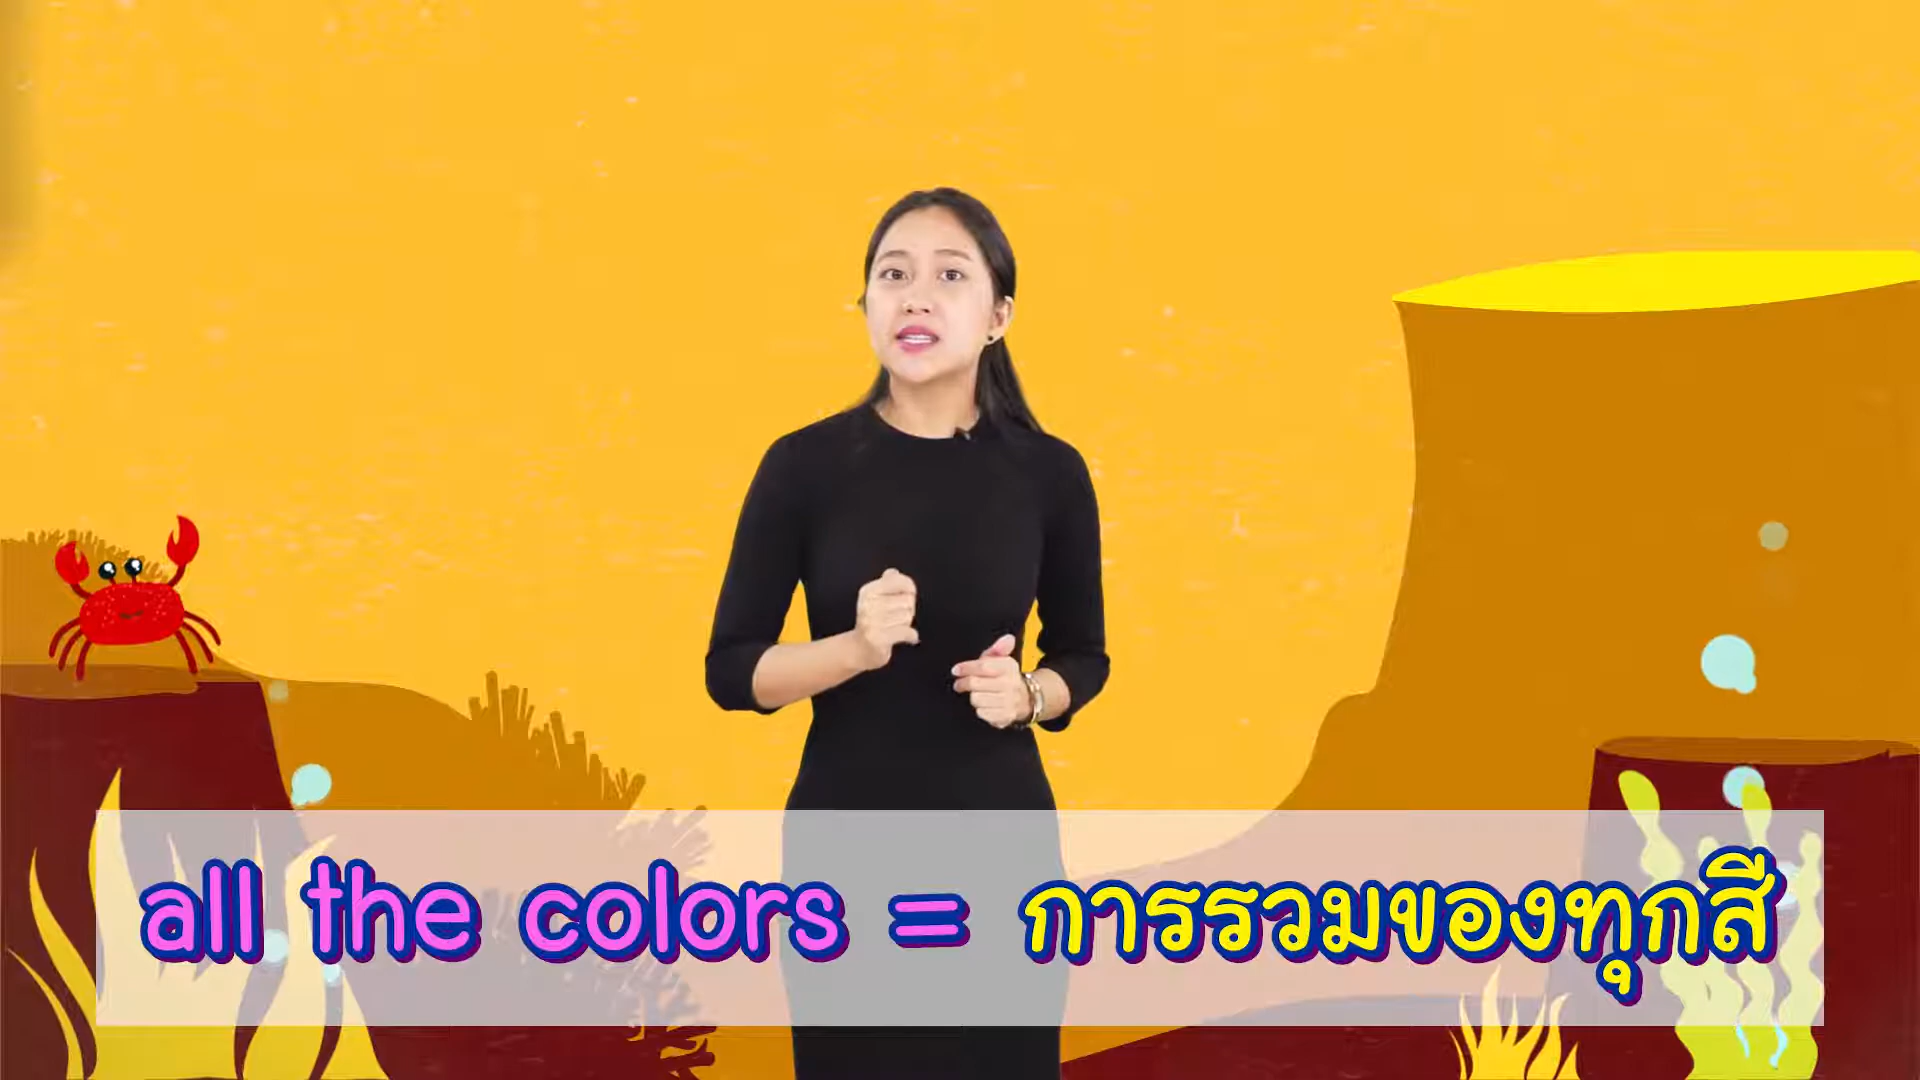 all the colors = การรวมของทุกสี